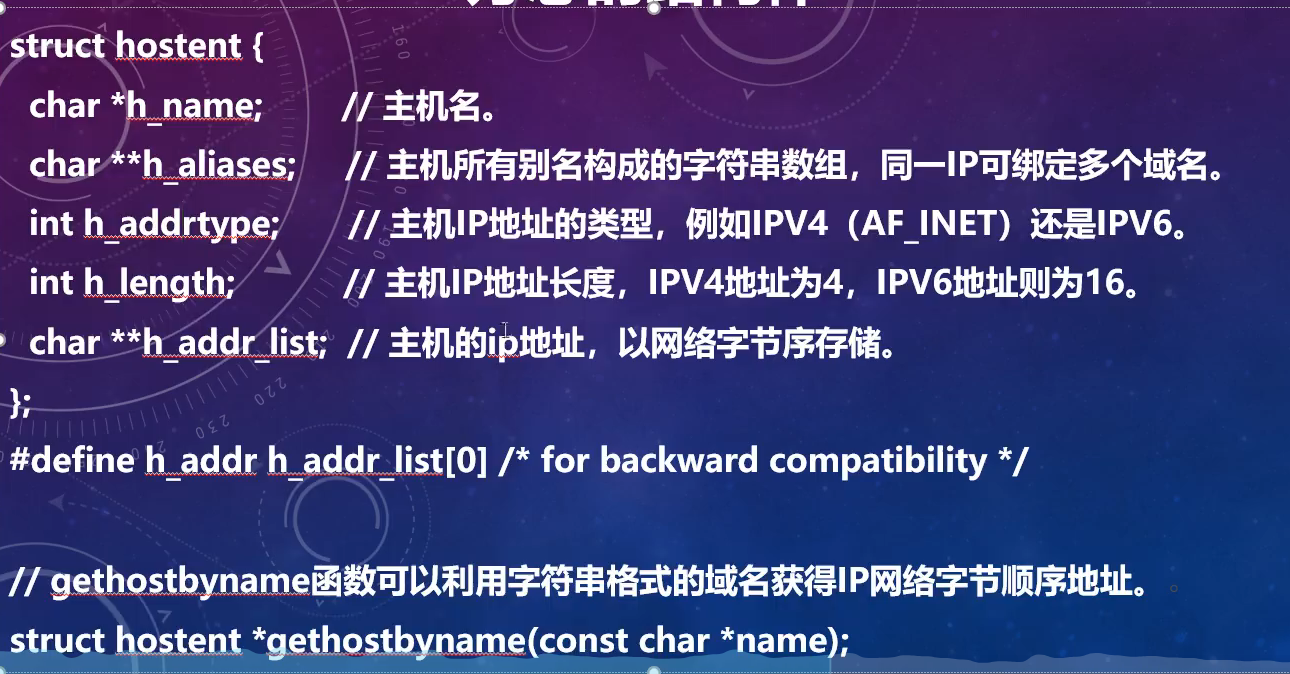 struct hostent {
char *h_name; // 主机名。
char **h_aliases; // 主机所有别名构成的字符串数组，同一IP可绑定多个域名。
int h_addrtype; // 主机IP地址的类型，例如IPV4（AF_INET）还是IPV6。
int h_length; // 主机IP地址长度，IPV4地址为4，IPV6地址则为16。
char **h_addr_list; // 主机的ip地址，以网络字节序存储。
};
#define h_addr h_addr_list[0] /* for backward compatibility */
// gethostbyname函数可以利用字符串格式的域名获得IP网络字节顺序地址。
struct hostent *gethostbyname(const char *name);